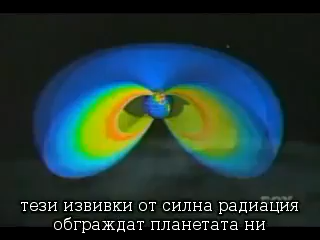 тези извивки от силна радиация
обграждат планетата ни